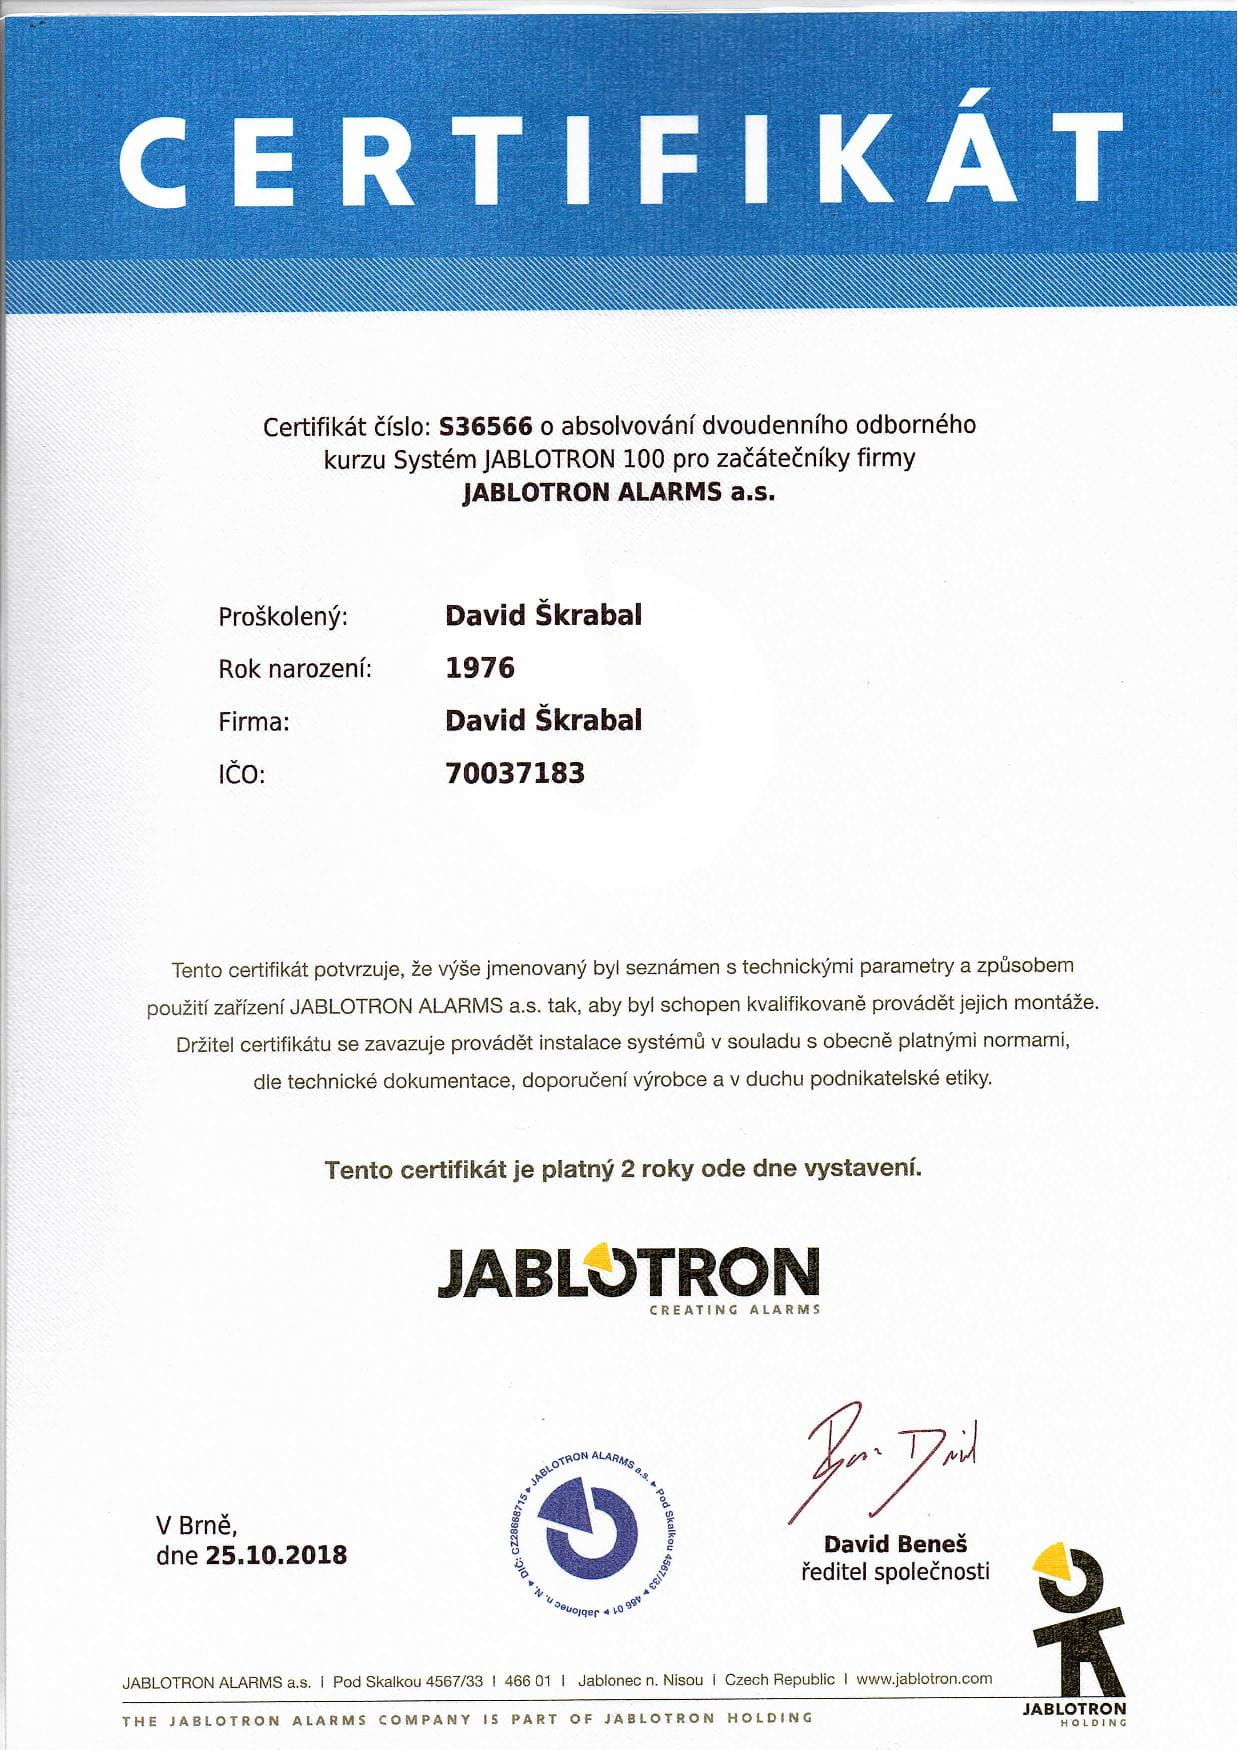 CERTIFIKÁT
Certifikát číslo: S36566 o absolvování dvoudenního odborného
kurzu Systém JABLOTRON 100 pro začátečníky firmy
JABLOTRON ALARMS a.s.
Proškolený: David Škrabal
Rok narození: 1976
Firma: David Škrabal
IČO: 70037183
Tento certifikát potvrzuje, že výše jmenovaný byl seznámen s technickými parametry a způsobem
použití zařízení JABLOTRON ALARMS a.s. tak, aby byl schopen kvalifikovaně provádět jejich montáže.
Držitel certifikátu se zavazuje provádět instalace systémů v souladu s obecně platnými normami,
dle technické dokumentace, doporučení výrobce a v duchu podnikatelské etiky.
Tento certifikát je platný 2 roky ode dne vystavení.
JABLOTRON
CREATING ALARMS
JABLOTRON ALARMS a.s. ▸ Pod Skalkou 4567/33 ▸ 466 01 ▸ Jablonec n. N. ▸ DIČ: CZ28668715 ▸
V Brně,
dne 25.10.2018
David Beneš
ředitel společnosti
JABLOTRON ALARMS a.s. I Pod Skalkou 4567/33 I 466 01 I Jablonec n. Nisou I Czech Republic I www.jablotron.com
THE JABLOTRON ALARMS COMPANY IS PART OF JABLOTRON HOLDING
JABLOTRON
HOLDING